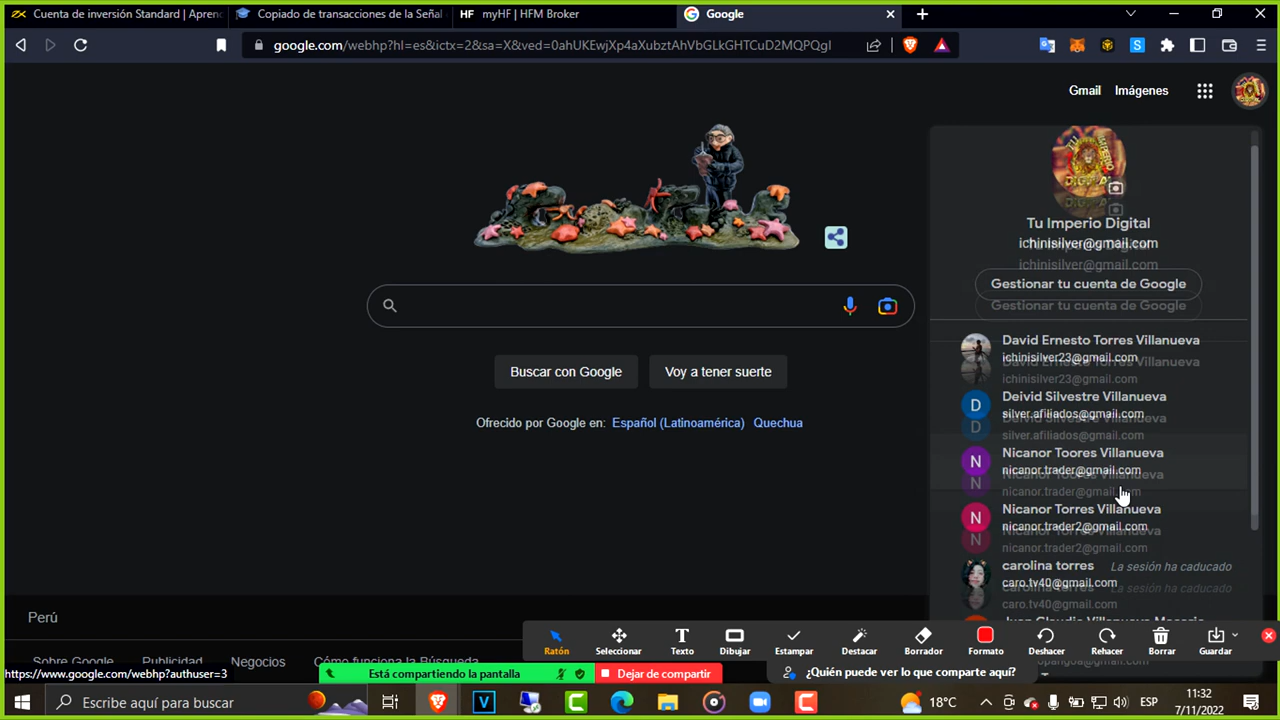 Cuenta de inversión Standard | Apren
Copiado de transacciones de la Señal
HF myHF | HFM Broker
Google
google.com/webhp?hl=es&ictx=2&sa=X&ved=0ahUKEwjXp4aXubztAhVbGLkGHTCuD2MQPQgI
Gmail Imágenes
Tu Imperio Digital
ichinisilver@gmail.com
Gestionar tu cuenta de Google
David Ernesto Torres Villanueva
ichinisilver23@gmail.com
D
Deivid Silvestre Villanueva
silver.afiliados@gmail.com
N
Nicanor Toores Villanueva
nicanor.trader@gmail.com
N
Nicanor Torres Villanueva
nicanor.trader2@gmail.com
carolina torres La sesión ha caducado
caro.tv40@gmail.com
Buscar con Google Voy a tener suerte
Ofrecido por Google en: Español (Latinoamérica) Quechua
Perú
Sobre Google Publicidad Negocios Cómo funciona la Búsqueda
https://www.google.com/webhp?authuser=3
Ratón Seleccionar Texto Dibujar Estampar Destacar Borrador Formato Deshacer Rehacer Borrar Guardar
Está compartiendo la pantalla Dejar de compartir ¿Quién puede ver lo que comparte aquí?
Escribe aquí para buscar
18°C ESP
11:32
7/11/2022